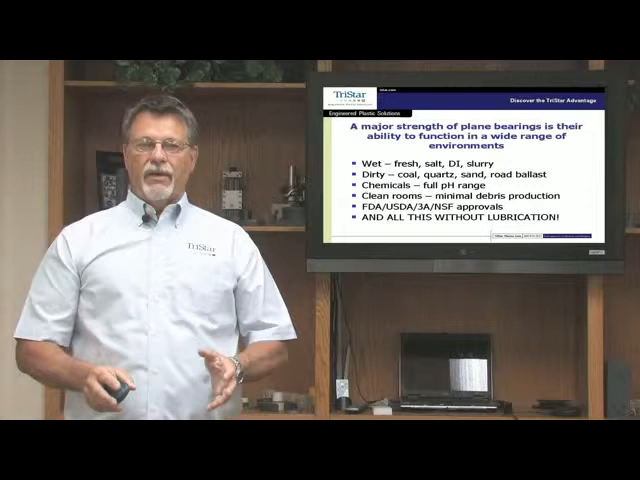 TriStar
Discover the TriStar Advantage
Engineered Plastic Solutions
A major strength of plane bearings is their
ability to function in a wide range of
environments
Wet – fresh, salt, DI, slurry
Dirty – coal, quartz, sand, road ballast
Chemicals – full pH range
Clean rooms – minimal debris production
FDA/USDA/3A/NSF approvals
AND ALL THIS WITHOUT LUBRICATION!
TriStar